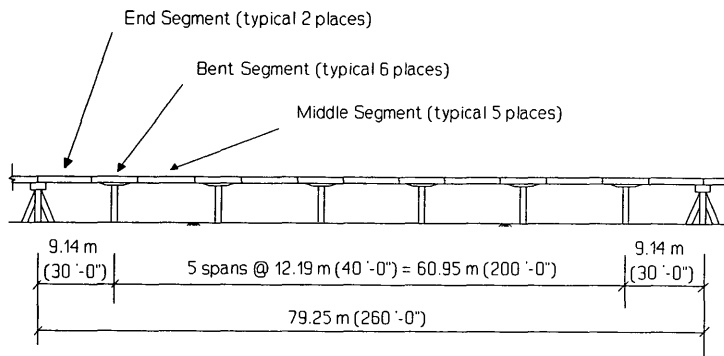 End Segment (typical 2 places)
Bent Segment (typical 6 places)
Middle Segment (typical 5 places)
9.14 m
(30 '-0")
5 spans @ 12.19 m (40 '-0") = 60.95 m (200 '-0")
9.14 m
(30 '-0")
79.25 m (260 '-0")